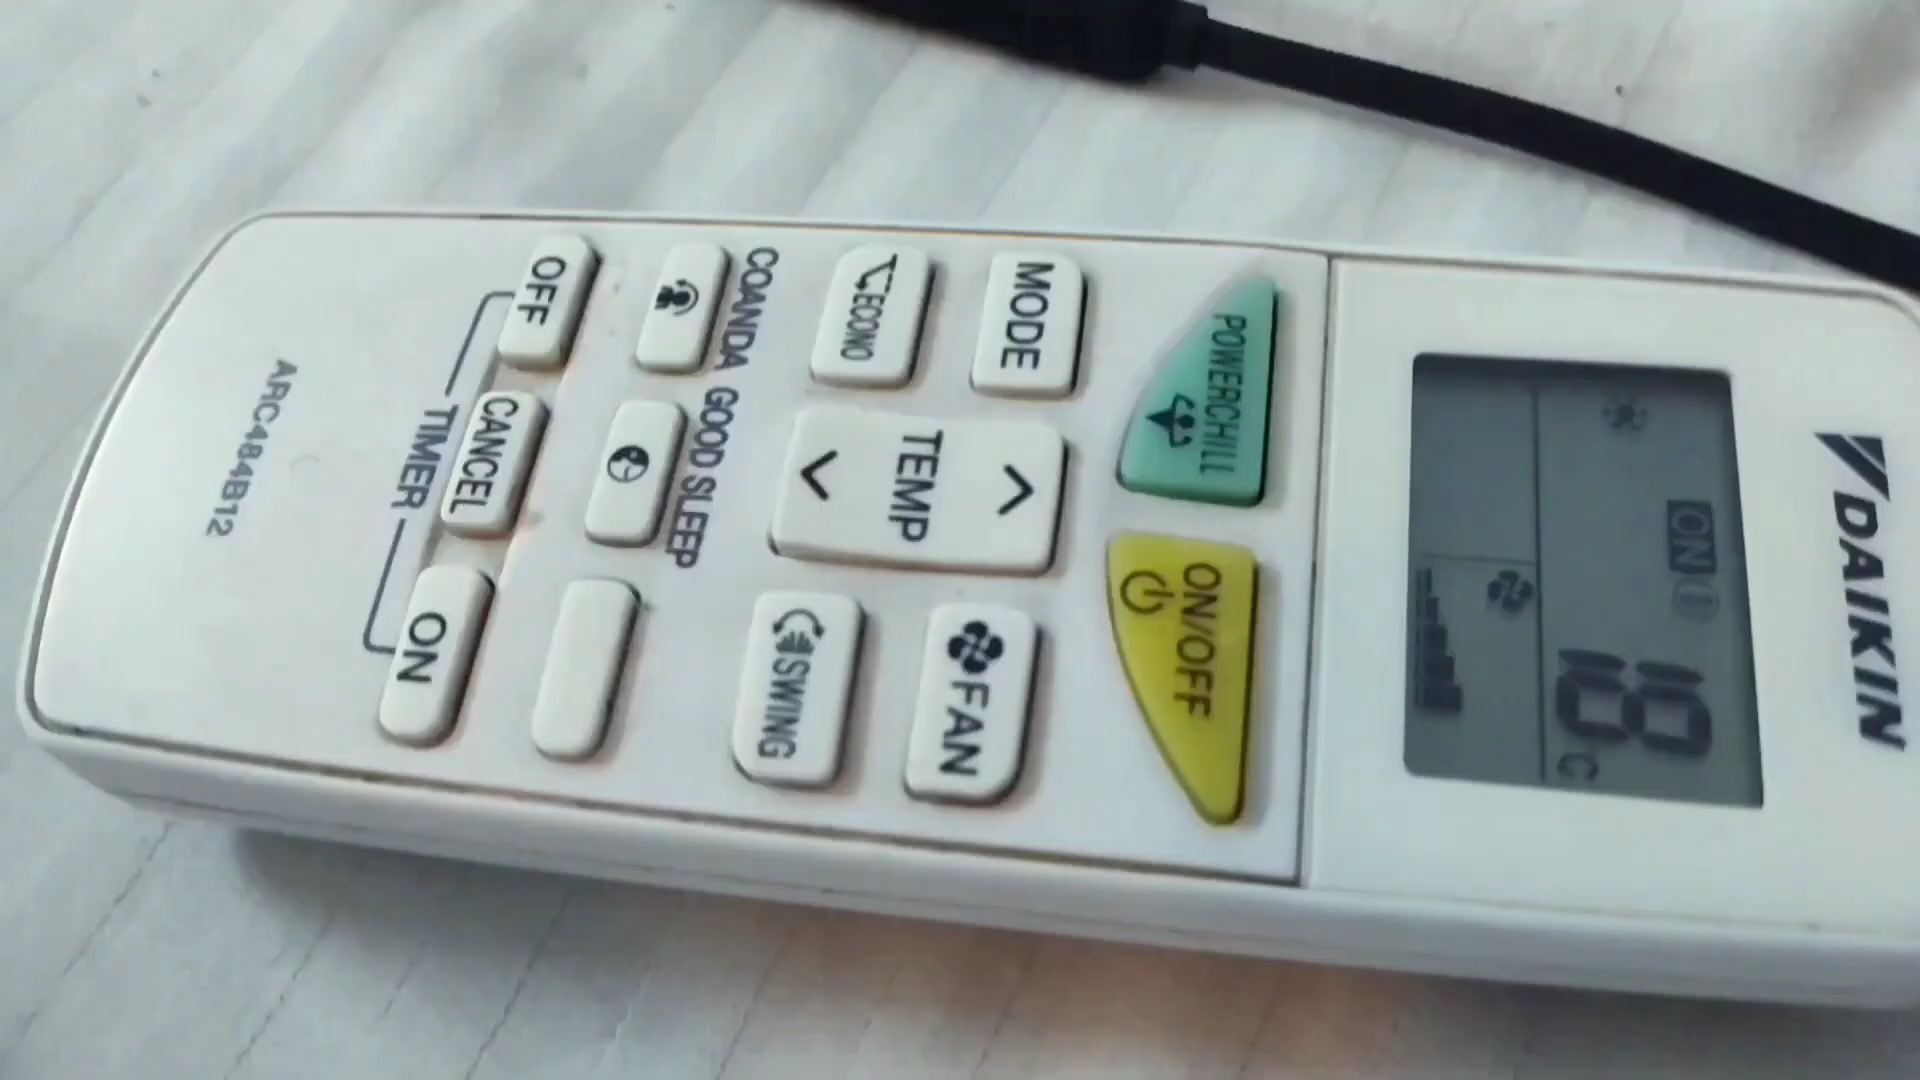 DAIKIN
ON
18
C
POWERCHILL
ON/OFF
MODE
TEMP
FAN
ECONO
SWING
COANDA GOOD SLEEP
OFF
CANCEL
ON
TIMER
ARC484B12